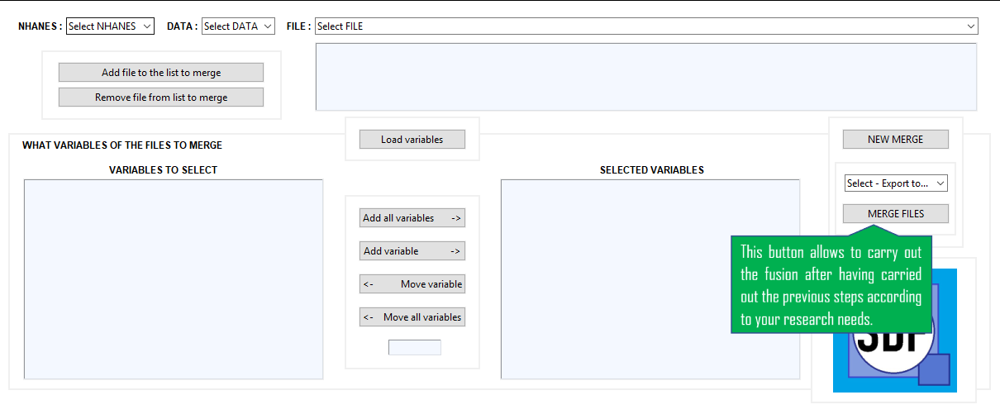 NHANES : Select NHANES DATA : Select DATA FILE : Select FILE
Add file to the list to merge
Remove file from list to merge
Load variables
NEW MERGE
WHAT VARIABLES OF THE FILES TO MERGE
VARIABLES TO SELECT
SELECTED VARIABLES
Select - Export to...
MERGE FILES
Add all variables ->
Add variable ->
<- Move variable
<- Move all variables
This button allows to carry out
the fusion after having carried
out the previous steps according
to your research needs.